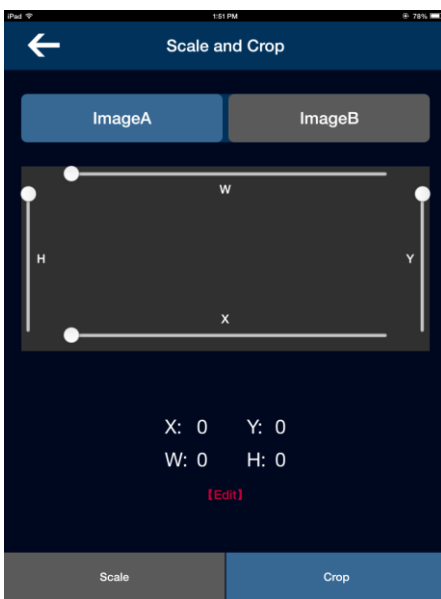 iPad 1:51 PM 78%
Scale and Crop
ImageA ImageB
W
H Y
X
X: 0 Y: 0
W: 0 H: 0
【Edit】
Scale Crop